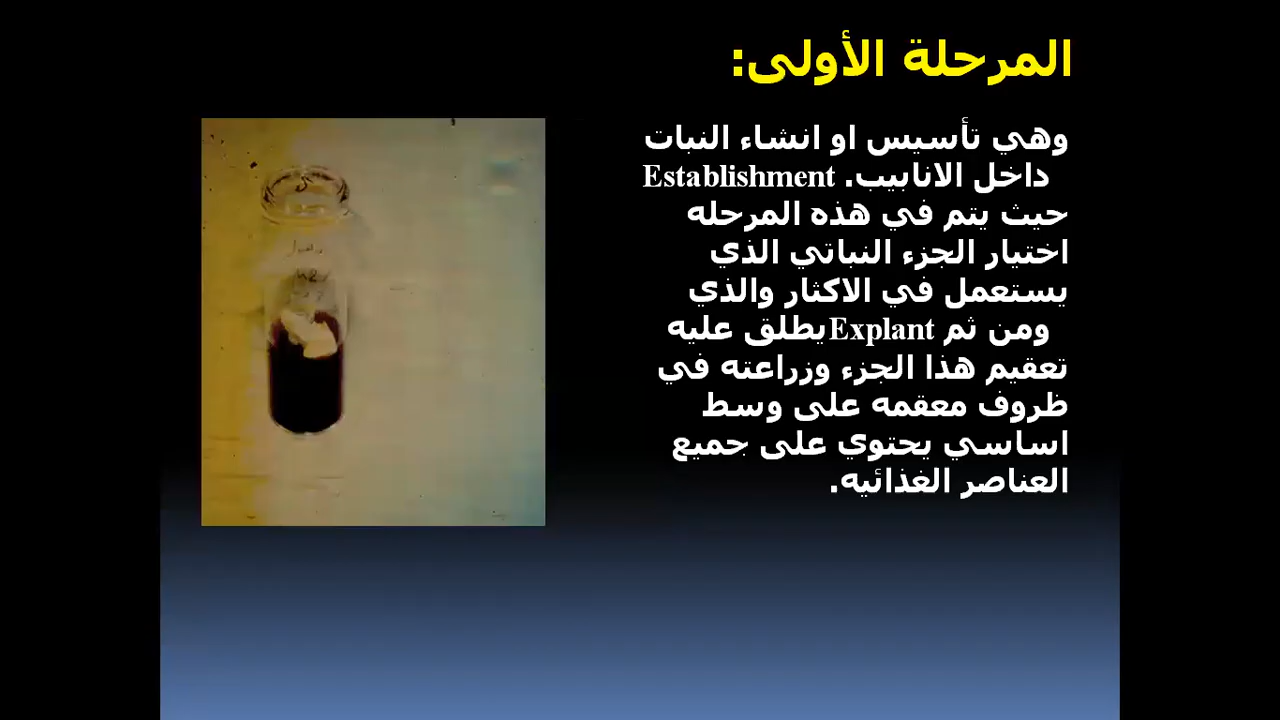 المرحلة الأولى:
وهي تأسيس او انشاء النبات
داخل الانابيب. Establishment
حيث يتم في هذه المرحله
اختيار الجزء النباتي الذي
يستعمل في الاكثار والذي
يطلق عليه Explant ومن ثم
تعقيم هذا الجزء وزراعته في
ظروف معقمه على وسط
اساسي يحتوي على جميع
العناصر الغذائيه.